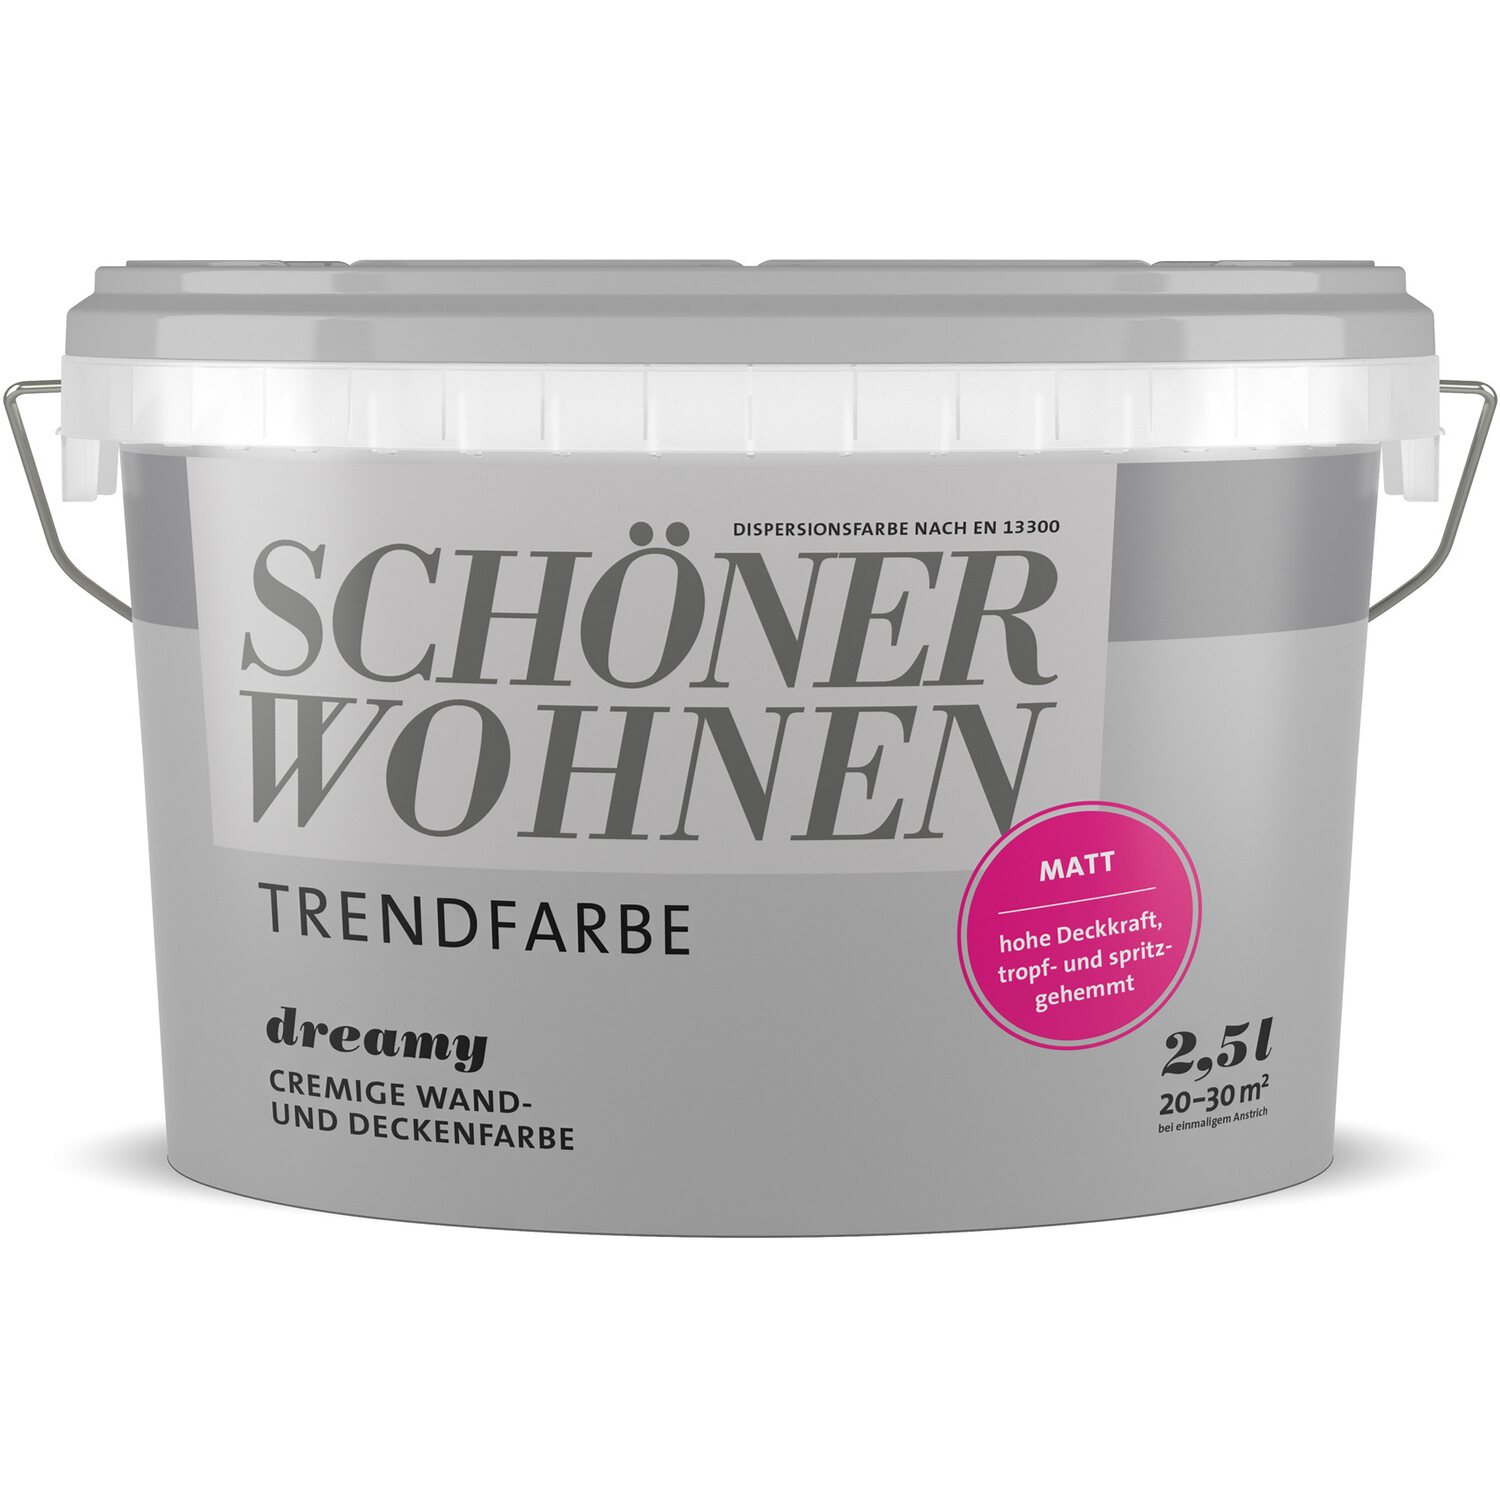 DISPERSIONSFARBE NACH EN 13300
SCHÖNER
WOHNEN
TRENDFARBE
MATT
hohe Deckkraft,
tropf- und spritz-
gehemmt
dreamy
CREMIGE WAND-
UND DECKENFARBE
2,5l
20–30 m²
bei einmaligem Anstrich